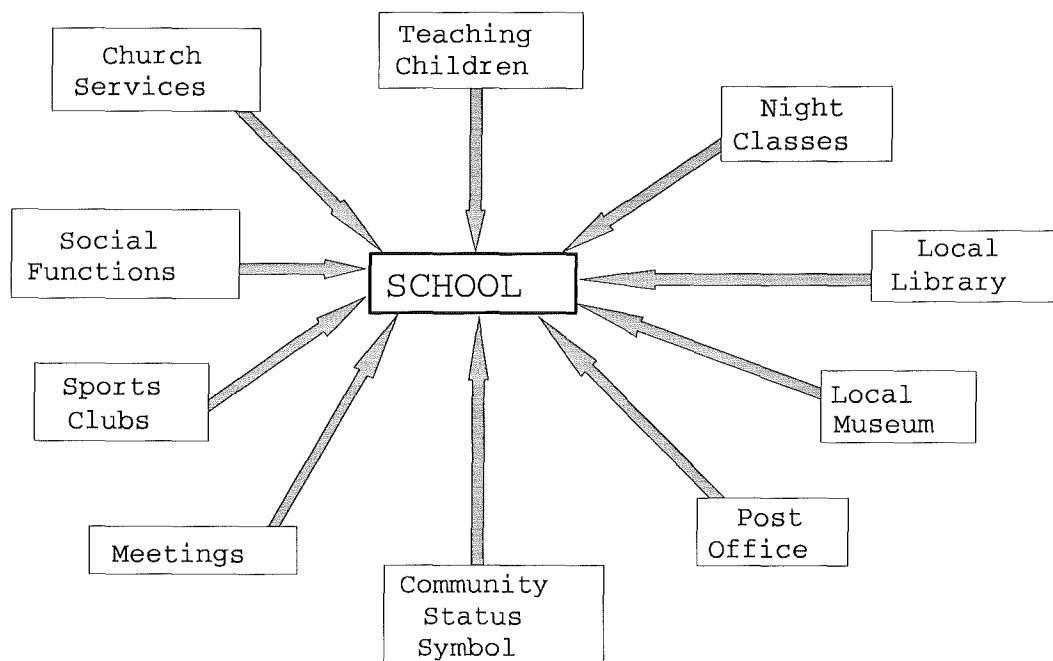 Church
Services
Teaching
Children
Night
Classes
Social
Functions
SCHOOL
Local
Library
Sports
Clubs
Local
Museum
Meetings
Post
Office
Community
Status
Symbol